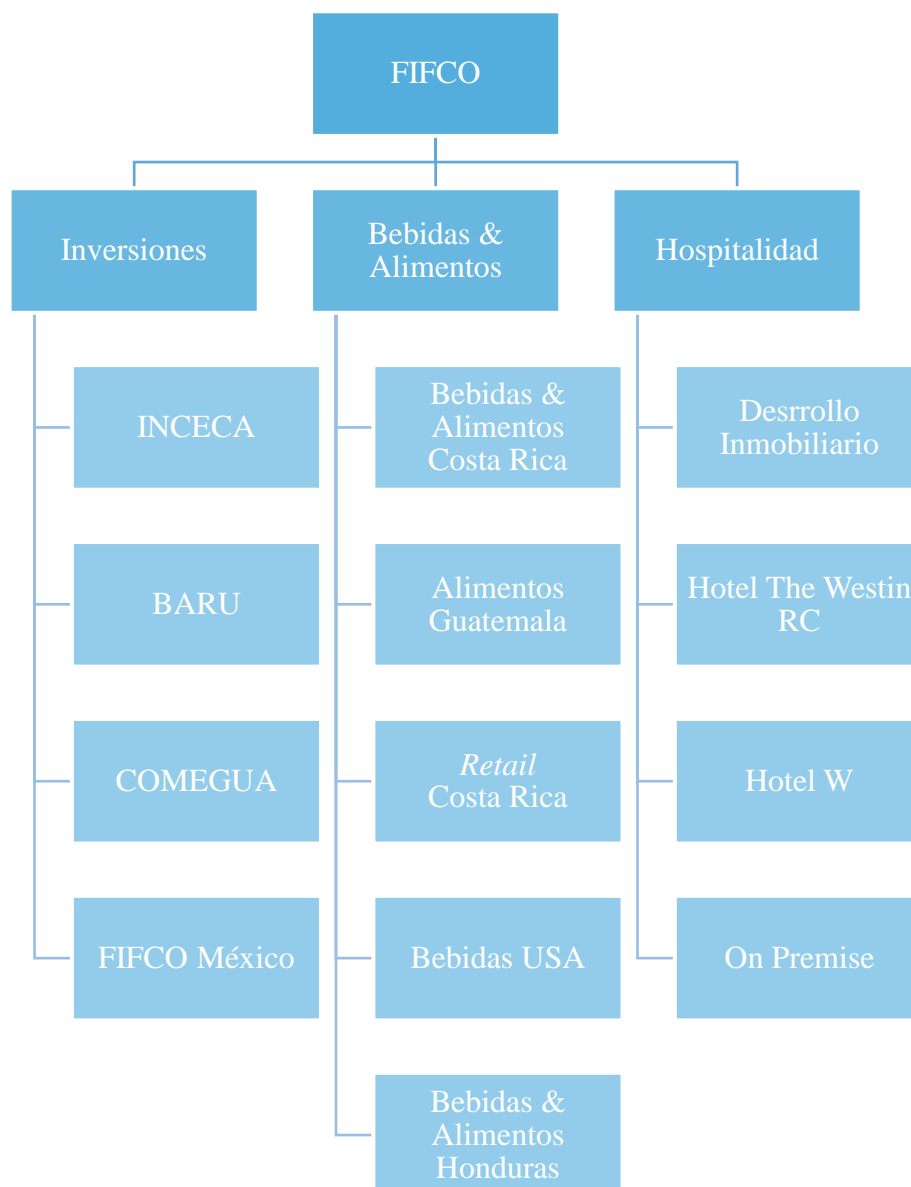 FIFCO
Inversiones
INCECA
BARU
COMEGUA
FIFCO México
Bebidas &
Alimentos
Bebidas &
Alimentos
Costa Rica
Alimentos
Guatemala
Retail
Costa Rica
Bebidas USA
Bebidas &
Alimentos
Honduras
Hospitalidad
Desrrollo
Inmobiliario
Hotel The Westin
RC
Hotel W
On Premise